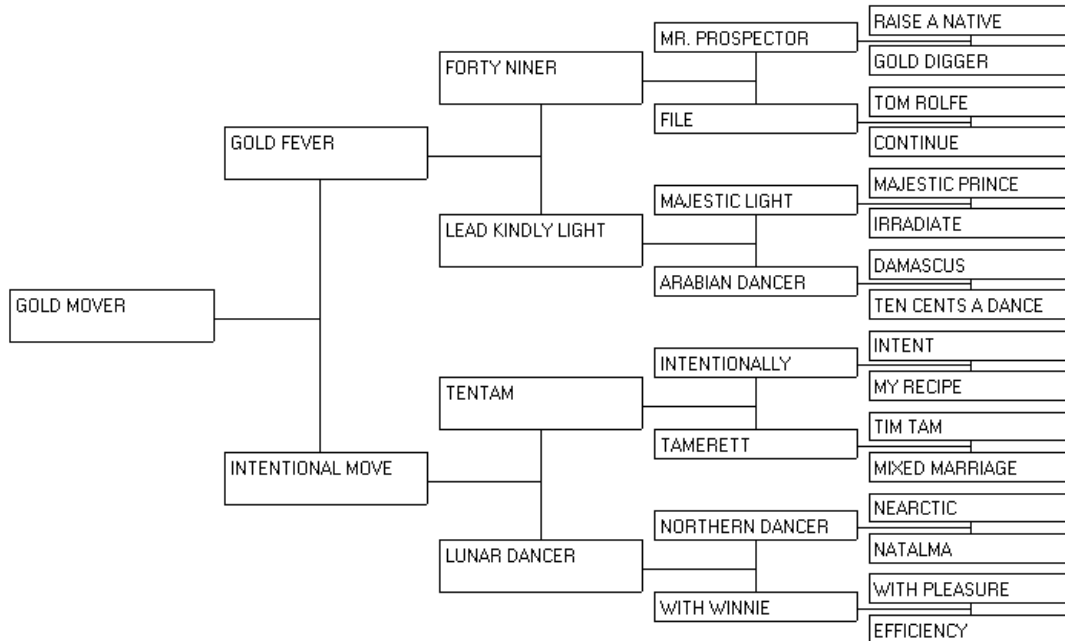 RAISE A NATIVE
MR. PROSPECTOR
GOLD DIGGER
FORTY NINER
TOM ROLFE
FILE
CONTINUE
GOLD FEVER
MAJESTIC PRINCE
MAJESTIC LIGHT
IRRADIATE
LEAD KINDLY LIGHT
DAMASCUS
ARABIAN DANCER
TEN CENTS A DANCE
GOLD MOVER
INTENT
INTENTIONALLY
MY RECIPE
TENTAM
TIM TAM
TAMERETT
MIXED MARRIAGE
INTENTIONAL MOVE
NEARCTIC
NORTHERN DANCER
NATALMA
LUNAR DANCER
WITH PLEASURE
WITH WINNIE
EFFICIENCY